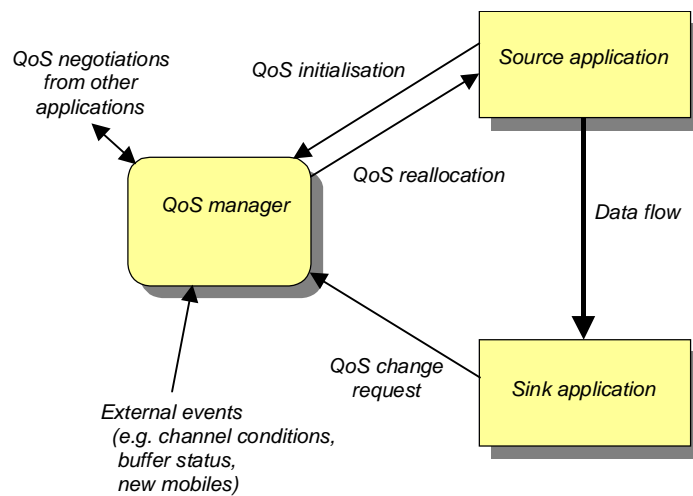 QoS negotiations
from other
applications
QoS initialisation
Source application
QoS manager
QoS reallocation
Data flow
QoS change
request
Sink application
External events
(e.g. channel conditions,
buffer status,
new mobiles)